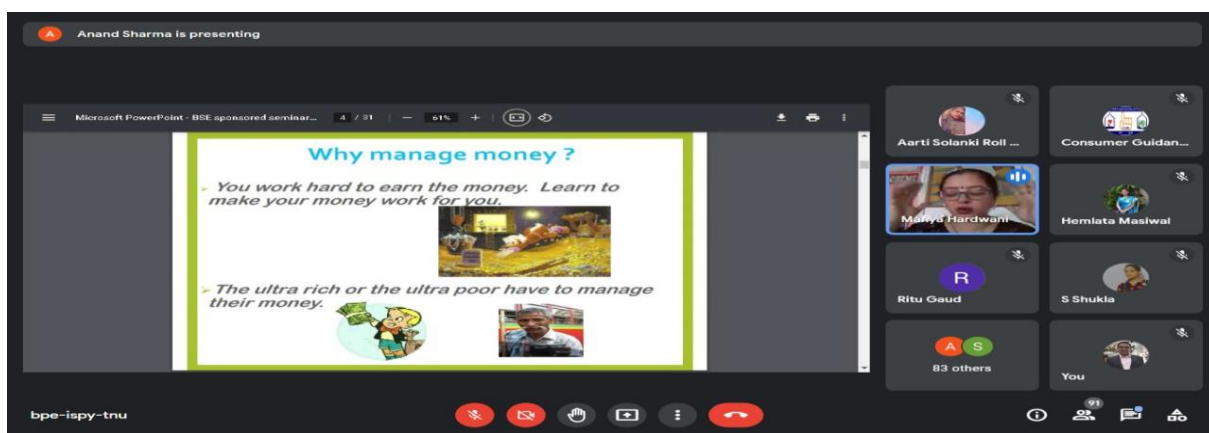 A Anand Sharma is presenting
Microsoft PowerPoint - BSE sponsored seminar... 4 / 31 — 61% +
Why manage money ?
You work hard to earn the money. Learn to
make your money work for you.
The ultra rich or the ultra poor have to manage
their money.
Aarti Solanki Roll ...
Consumer Guidan...
Hardwani
Hemlata Masiwal
R
Ritu Gaud
S Shukla
A S
83 others
You
bpe-ispy-tnu
91